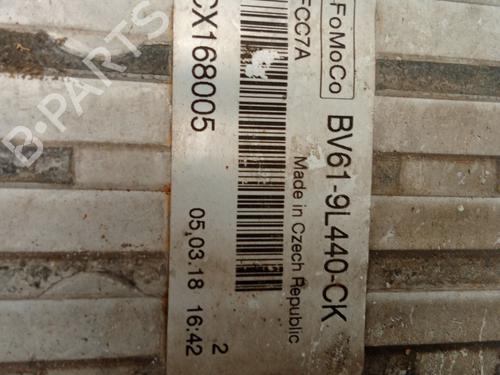 FoMoCo
BV61-9L440-CK
FCC7A
Made in Czech Republic
CX168005
05,03.18 16:42
2
B-PARTS